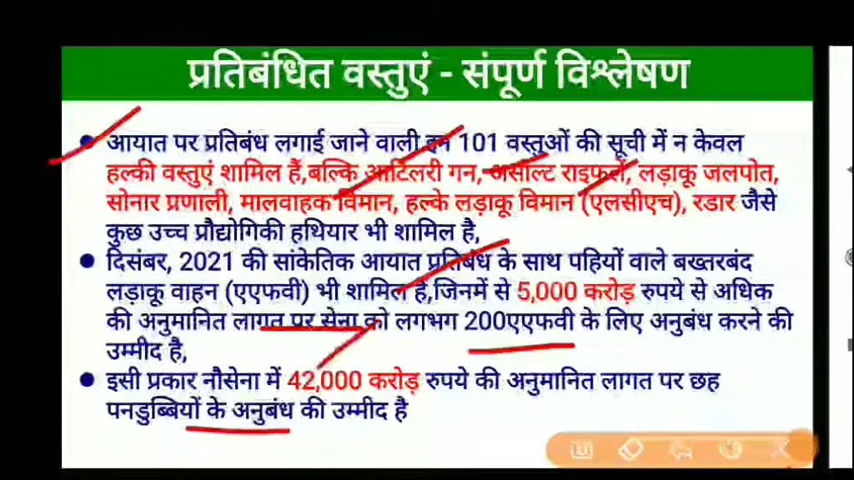 प्रतिबंधित वस्तुएं - संपूर्ण विश्लेषण
आयात पर प्रतिबंध लगाई जाने वाली इन 101 वस्तुओं की सूची में न केवल
हल्की वस्तुएं शामिल हैं,बल्कि आर्टिलरी गन, असॉल्ट राइफलें, लड़ाकू जलपोत,
सोनार प्रणाली, मालवाहक विमान, हल्के लड़ाकू विमान (एलसीएच), रडार जैसे
कुछ उच्च प्रौद्योगिकी हथियार भी शामिल है,
दिसंबर, 2021 की सांकेतिक आयात प्रतिबंध के साथ पहियों वाले बख्तरबंद
लड़ाकू वाहन (एएफवी) भी शामिल है,जिनमें से 5,000 करोड़ रुपये से अधिक
की अनुमानित लागत पर सेना को लगभग 200एएफवी के लिए अनुबंध करने की
उम्मीद है,
इसी प्रकार नौसेना में 42,000 करोड़ रुपये की अनुमानित लागत पर छह
पनडुब्बियों के अनुबंध की उम्मीद है